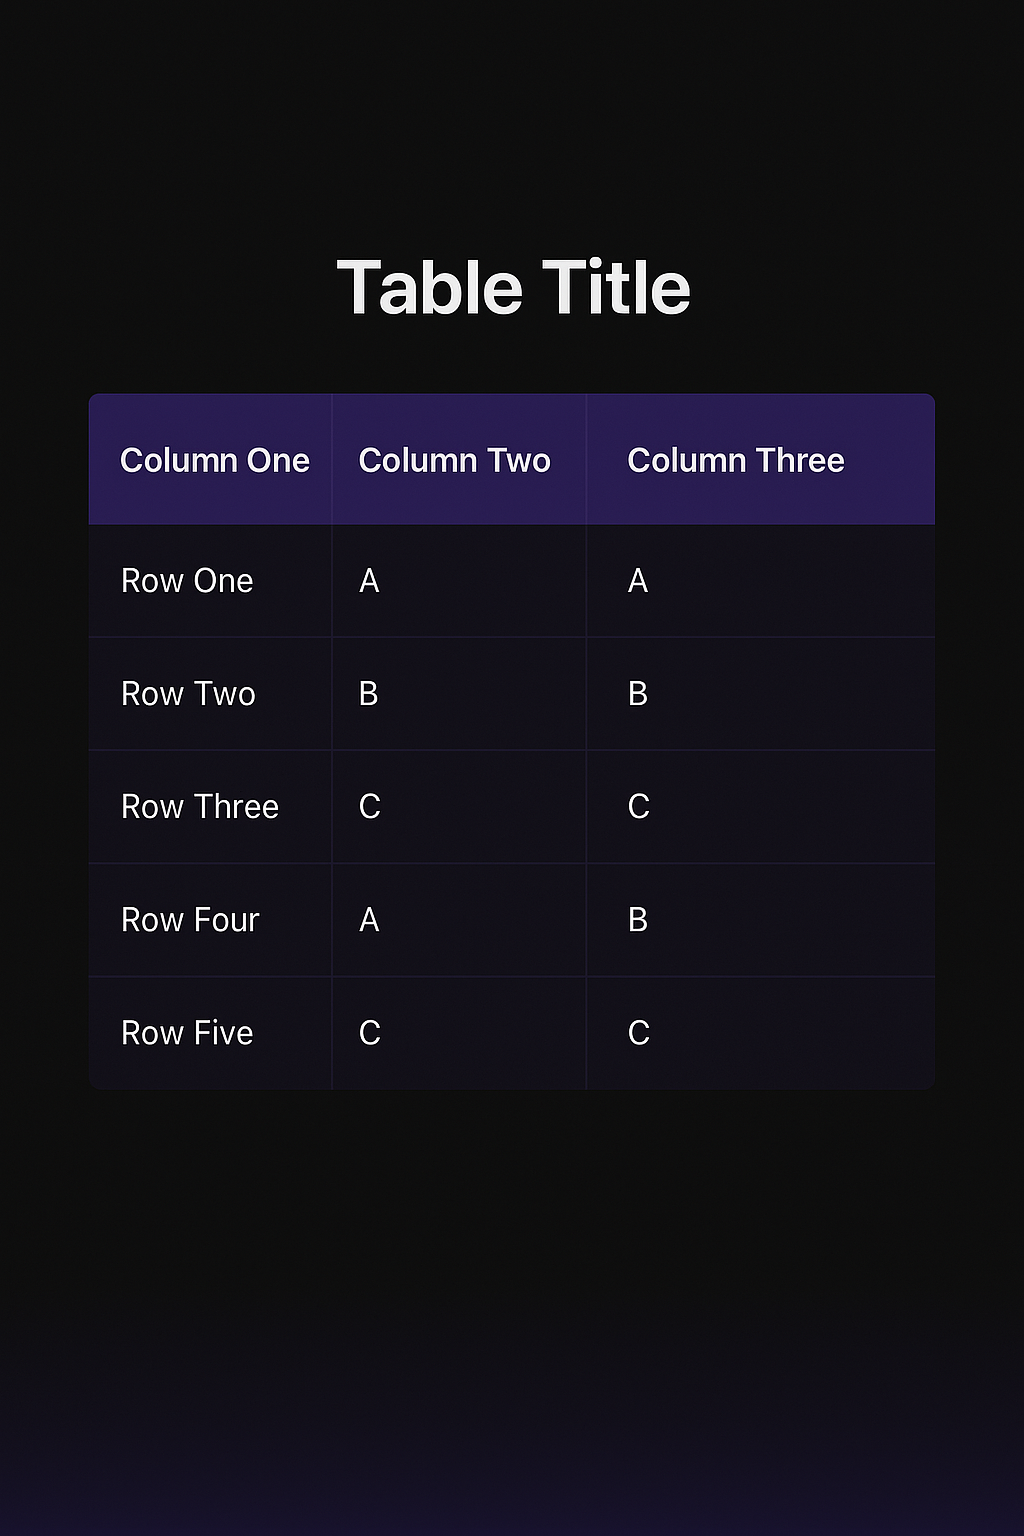 Table Title
Column One Column Two Column Three
Row One A A
Row Two B B
Row Three C C
Row Four A B
Row Five C C